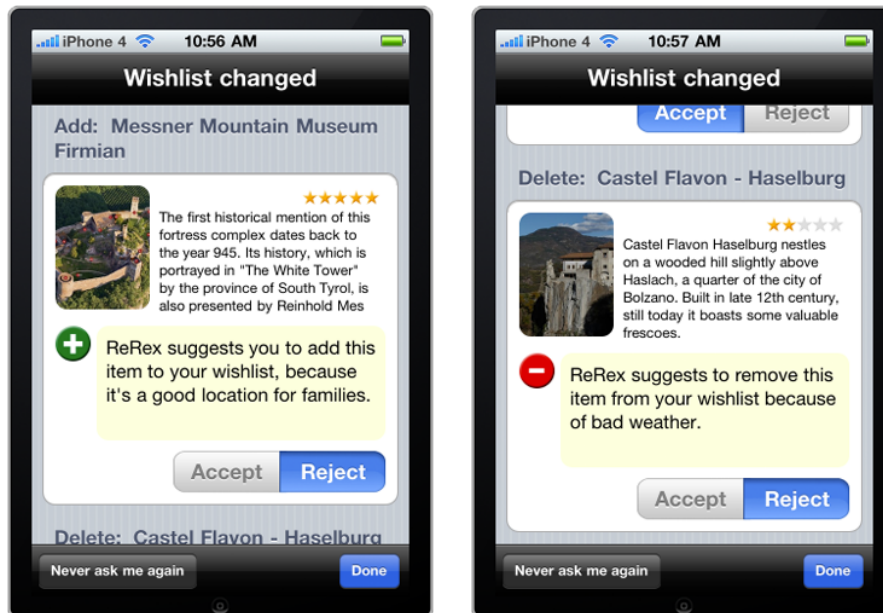 iPhone 4
10:56 AM
Wishlist changed
Add: Messner Mountain Museum
Firmian
The first historical mention of this
fortress complex dates back to
the year 945. Its history, which is
portrayed in "The White Tower"
by the province of South Tyrol, is
also presented by Reinhold Mes
ReRex suggests you to add this
item to your wishlist, because
it's a good location for families.
Accept
Reject
Delete: Castel Flavon - Haselburg
Never ask me again
Done
iPhone 4
10:57 AM
Wishlist changed
Accept
Reject
Delete: Castel Flavon - Haselburg
Castel Flavon Haselburg nestles
on a wooded hill slightly above
Haslach, a quarter of the city of
Bolzano. Built in late 12th century,
still today it boasts some valuable
frescoes.
ReRex suggests to remove this
item from your wishlist because
of bad weather.
Accept
Reject
Never ask me again
Done